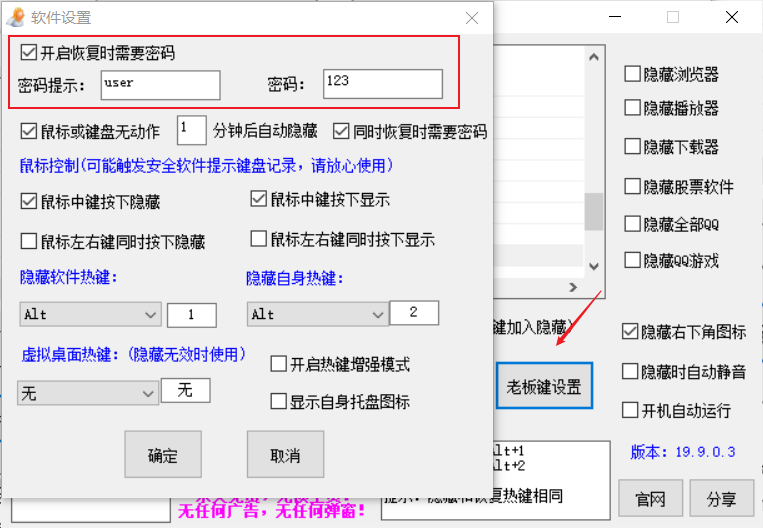 软件设置
开启恢复时需要密码
密码提示: user 密码: 123
鼠标或键盘无动作 1 分钟后自动隐藏 同时恢复时需要密码
鼠标控制(可能触发安全软件提示键盘记录，请放心使用)
鼠标中键按下隐藏 鼠标中键按下显示
鼠标左右键同时按下隐藏 鼠标左右键同时按下显示
隐藏软件热键: 隐藏自身热键:
Alt 1 Alt 2
虚拟桌面热键: (隐藏无效时使用) 开启热键增强模式
无 无 显示自身托盘图标
确定 取消
隐藏浏览器
隐藏播放器
隐藏下载器
隐藏股票软件
隐藏全部QQ
隐藏QQ游戏
键加入隐藏)
隐藏右下角图标
老板键设置 隐藏时自动静音
开机自动运行
版本: 19.9.0.3
Alt+1
Alt+2
提示: 隐藏和恢复热键相同
无任何广告，无任何弹窗!
官网 分享